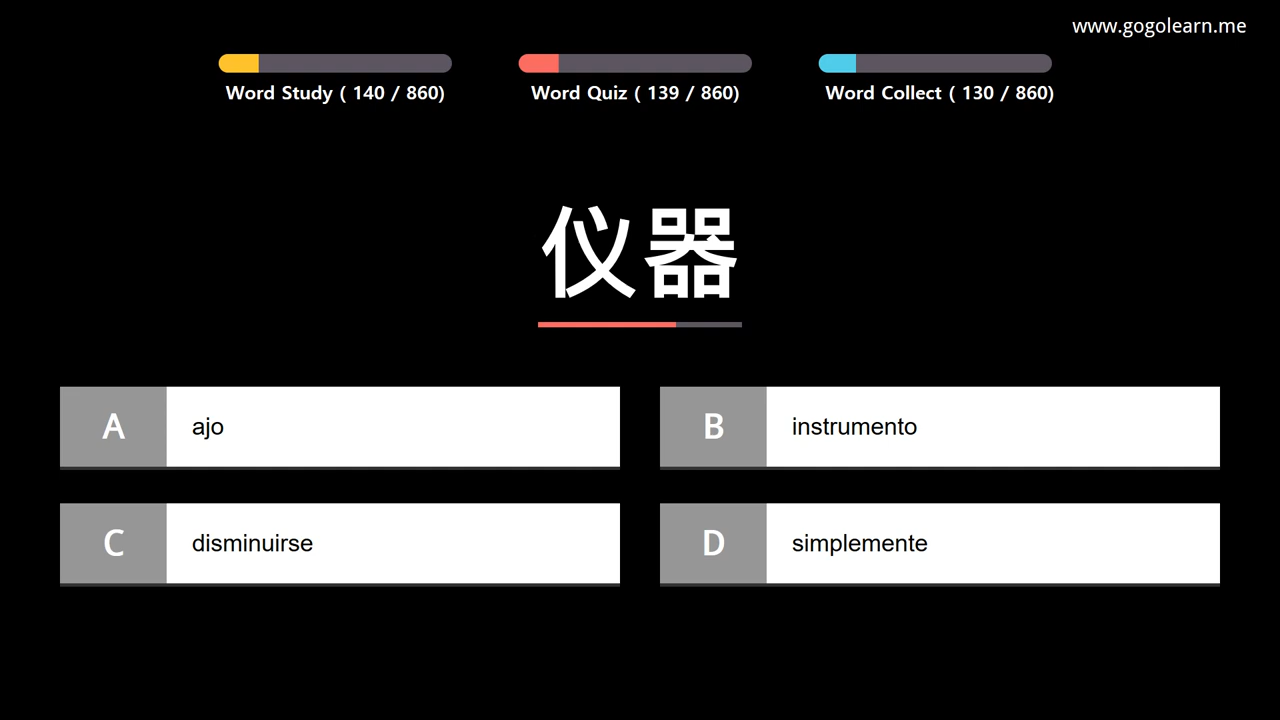 www.gogolearn.me
Word Study ( 140 / 860)
Word Quiz ( 139 / 860)
Word Collect ( 130 / 860)
仪器
A
ajo
B
instrumento
C
disminuirse
D
simplemente